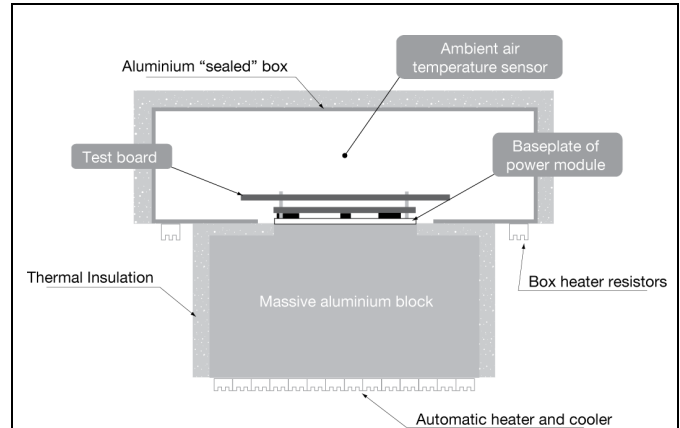 Ambient air
temperature sensor
Aluminium “sealed” box
Test board
Baseplate of
power module
Thermal Insulation
Box heater resistors
Massive aluminium block
Automatic heater and cooler